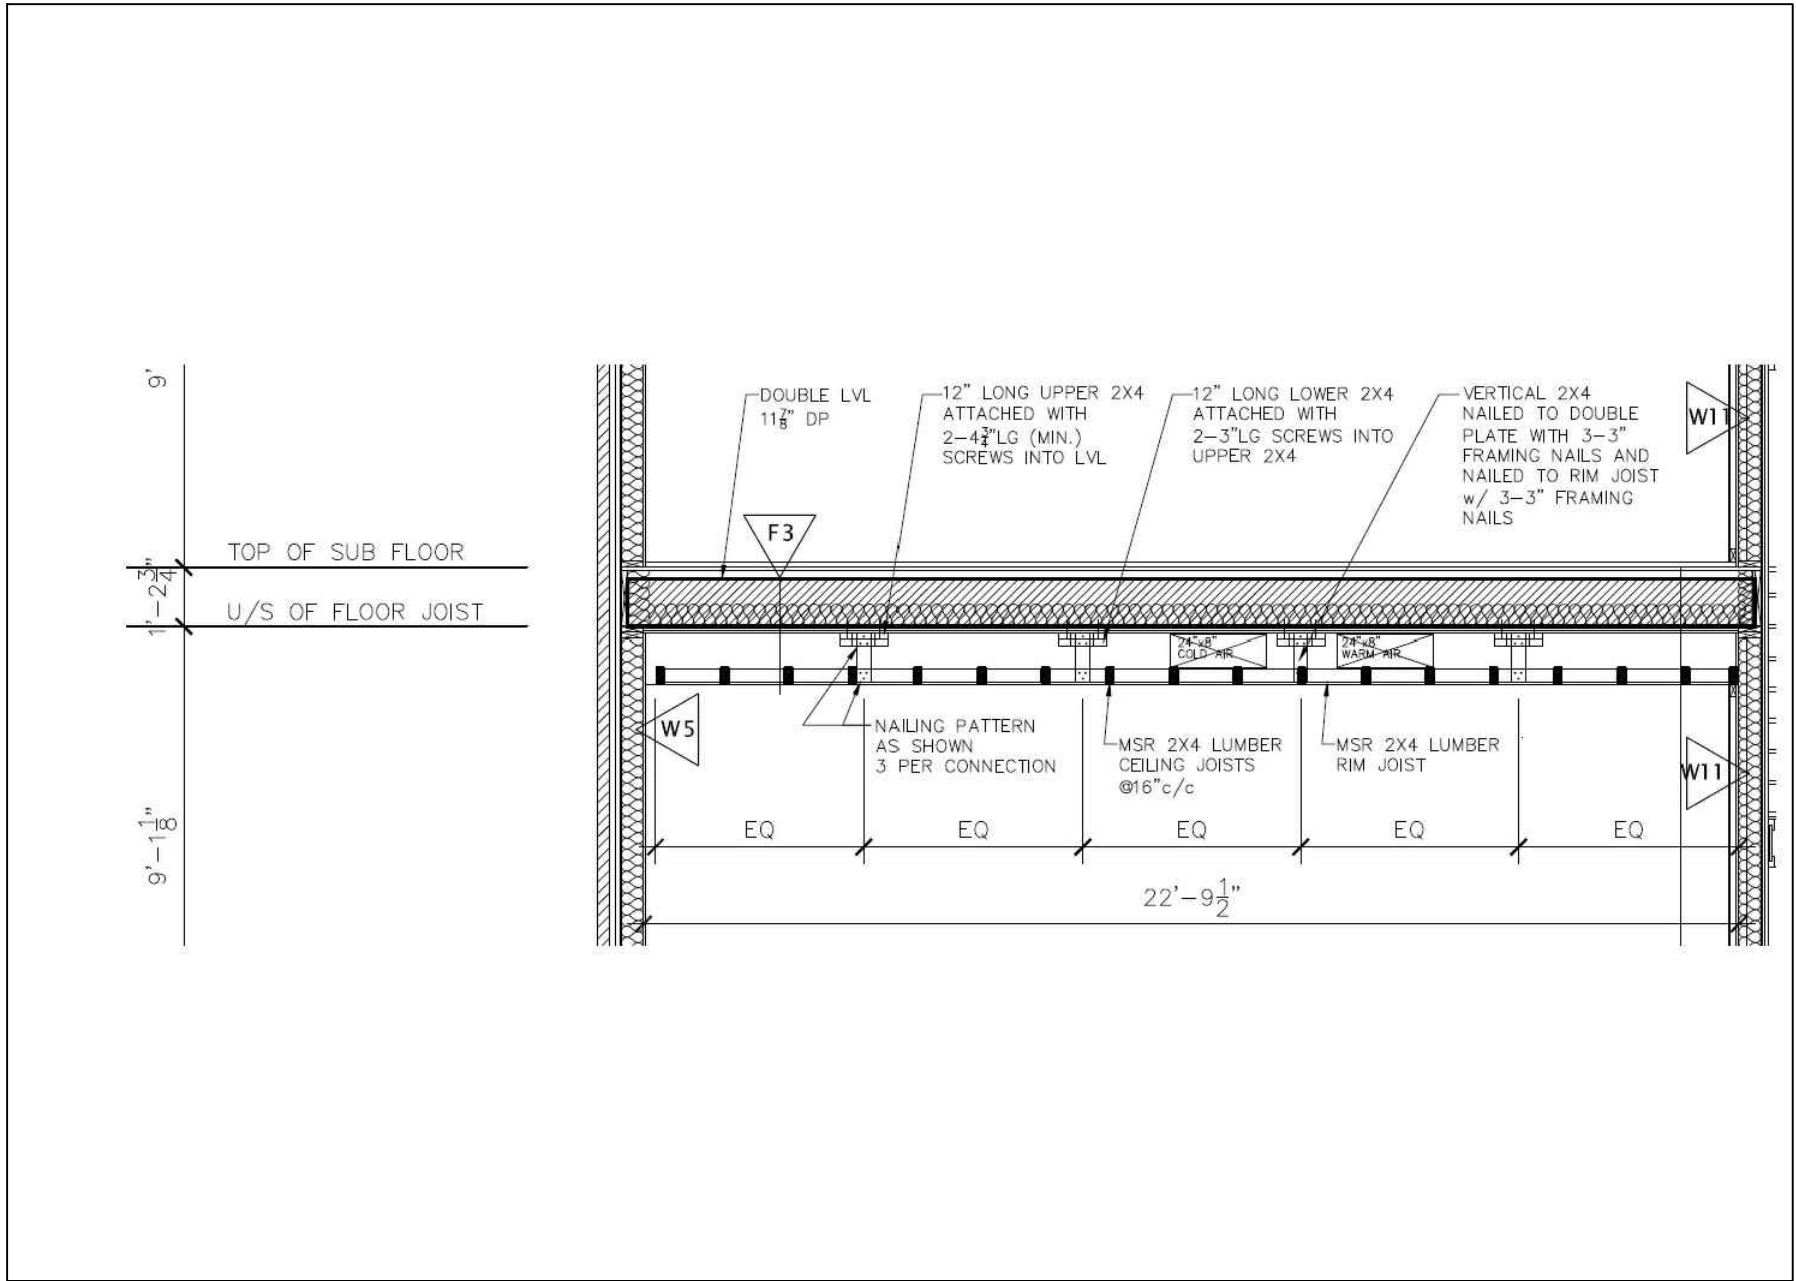 9'
DOUBLE LVL
11⅞" DP
12" LONG UPPER 2X4
ATTACHED WITH
2-4¾"LG (MIN.)
SCREWS INTO LVL
12" LONG LOWER 2X4
ATTACHED WITH
2-3"LG SCREWS INTO
UPPER 2X4
VERTICAL 2X4
NAILED TO DOUBLE
PLATE WITH 3-3"
FRAMING NAILS AND
NAILED TO RIM JOIST
w/ 3-3" FRAMING
NAILS
W11
F3
TOP OF SUB FLOOR
1'-2¾"
U/S OF FLOOR JOIST
24"x8"
COLD AIR
24"x8"
WARM AIR
W5
NAILING PATTERN
AS SHOWN
3 PER CONNECTION
MSR 2X4 LUMBER
CEILING JOISTS
@16"c/c
MSR 2X4 LUMBER
RIM JOIST
W11
9'-1⅛"
EQ
EQ
EQ
EQ
EQ
22'-9½"